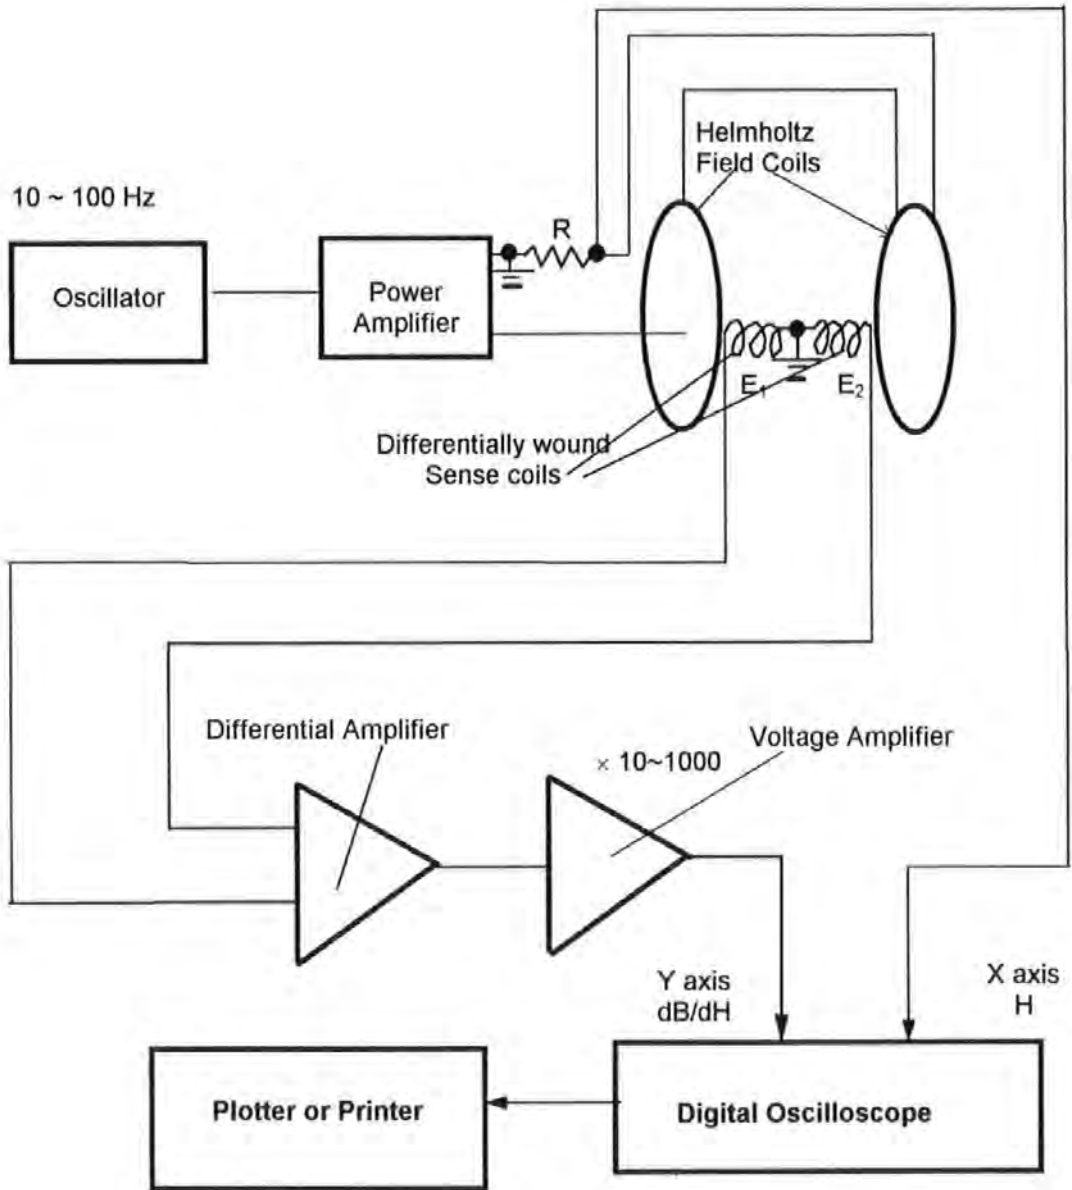 Helmholtz
Field Coils
10 ~ 100 Hz
R
Oscillator
Power
Amplifier
E1
E2
Differentially wound
Sense coils
Differential Amplifier
Voltage Amplifier
× 10~1000
Y axis
dB/dH
X axis
H
Plotter or Printer
Digital Oscilloscope